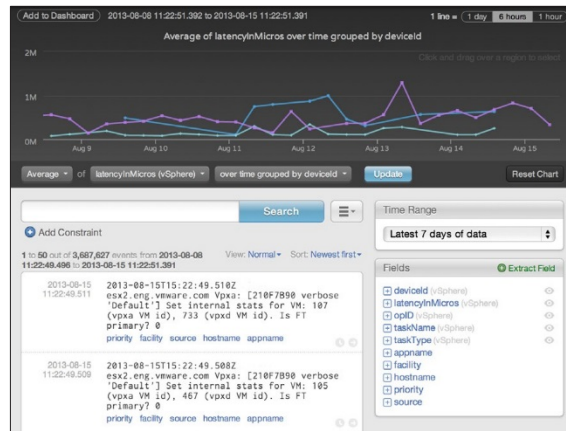 Add to Dashboard 2013-08-08 11:22:51.392 to 2013-08-15 11:22:51.391 1 line = 1 day 6 hours 1 hour
Average of latencyInMicros over time grouped by deviceId
Click and drag over a region to select
2M
1M
0M
Aug 9 Aug 10 Aug 11 Aug 12 Aug 13 Aug 14 Aug 15
Average of latencyInMicros (vSphere) over time grouped by deviceId Update Reset Chart
Search
Add Constraint
1 to 50 out of 3,687,627 events from 2013-08-08
11:22:49.496 to 2013-08-15 11:22:51.391
View: Normal Sort: Newest first
2013-08-15
11:22:49.511
2013-08-15T15:22:49.510Z
esx2.eng.vmware.com Vpxa: [210F7B90 verbose
'Default'] Set internal stats for VM: 107
(vpxa VM id), 733 (vpxd VM id). Is FT
primary? 0
priority facility source hostname appname
2013-08-15
11:22:49.509
2013-08-15T15:22:49.508Z
esx2.eng.vmware.com Vpxa: [210F7B90 verbose
'Default'] Set internal stats for VM: 105
(vpxa VM id), 467 (vpxd VM id). Is FT
primary? 0
priority facility source hostname appname
Time Range
Latest 7 days of data
Fields Extract Field
deviceId (vSphere)
latencyInMicros (vSphere)
opID (vSphere)
taskName (vSphere)
taskType (vSphere)
appname
facility
hostname
priority
source